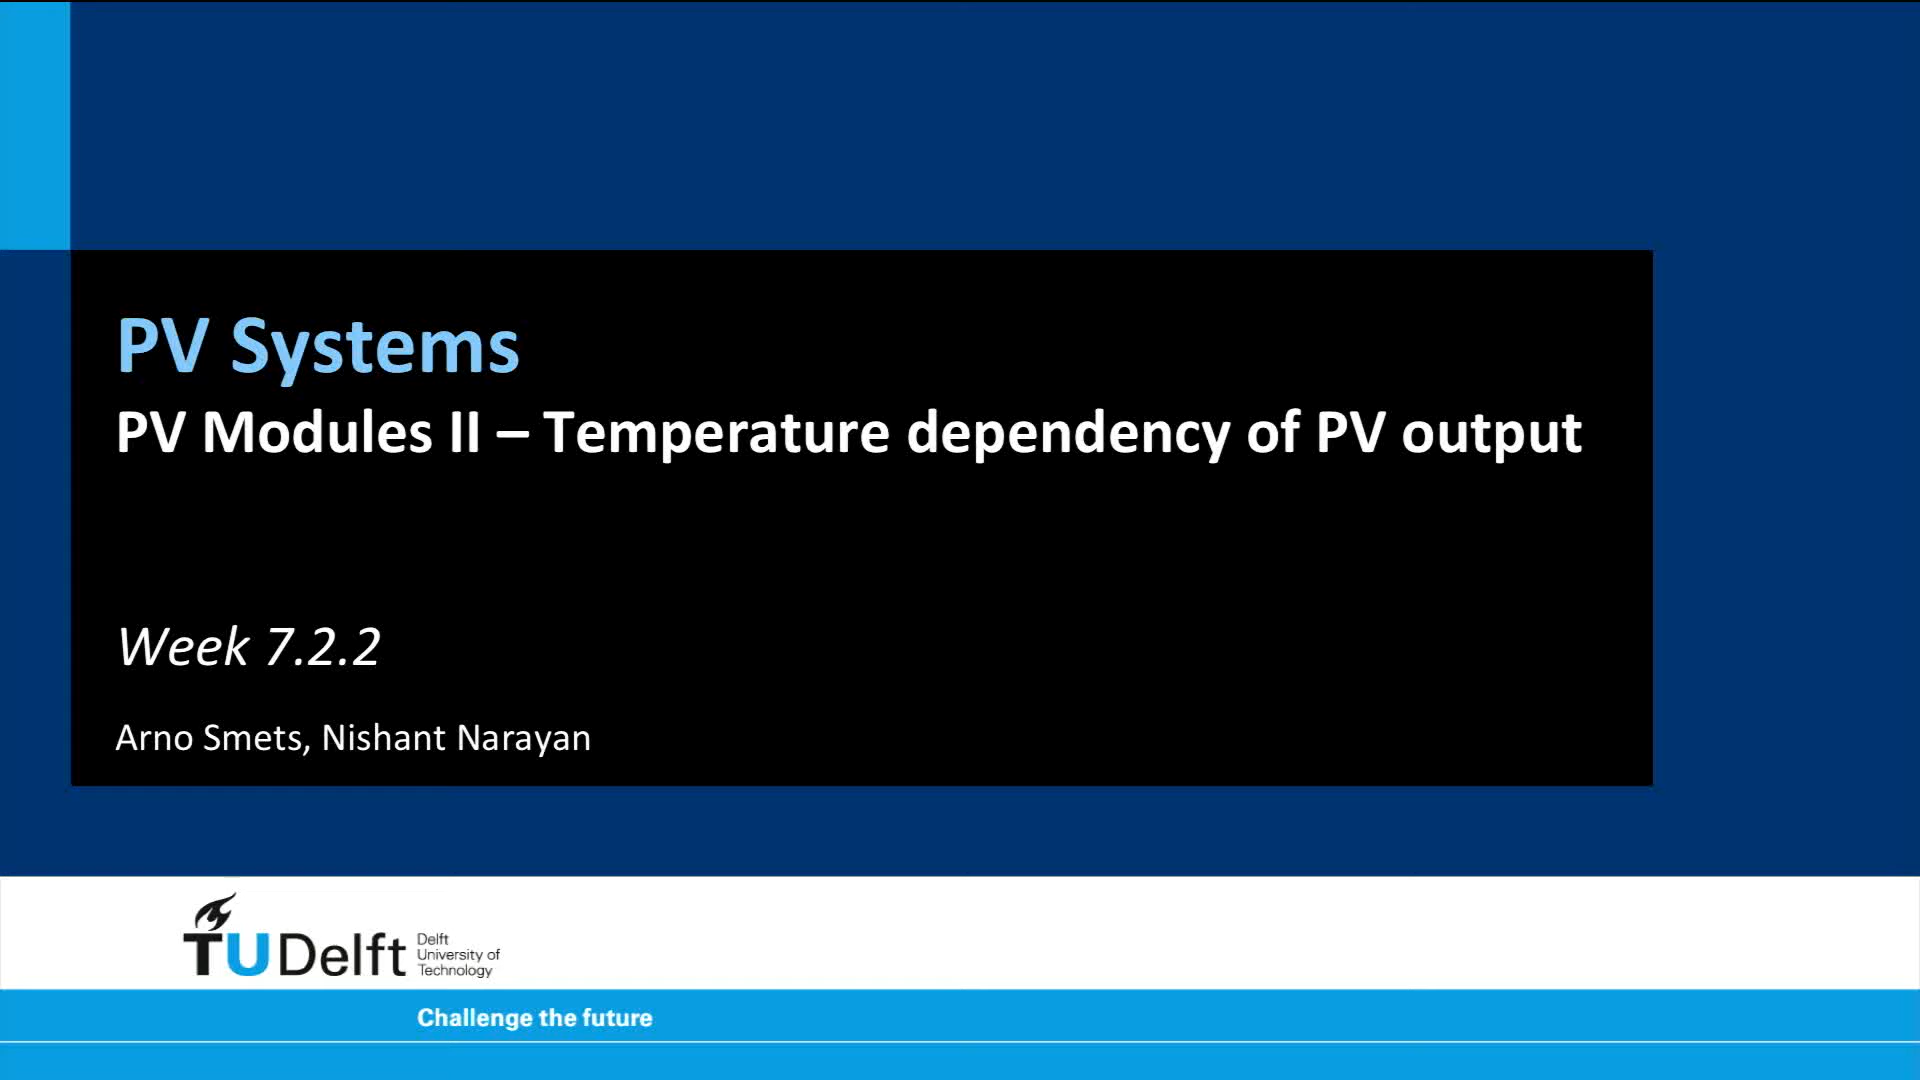 PV Systems
PV Modules II – Temperature dependency of PV output
Week 7.2.2
Arno Smets, Nishant Narayan
TUDelft
Delft
University of
Technology
Challenge the future